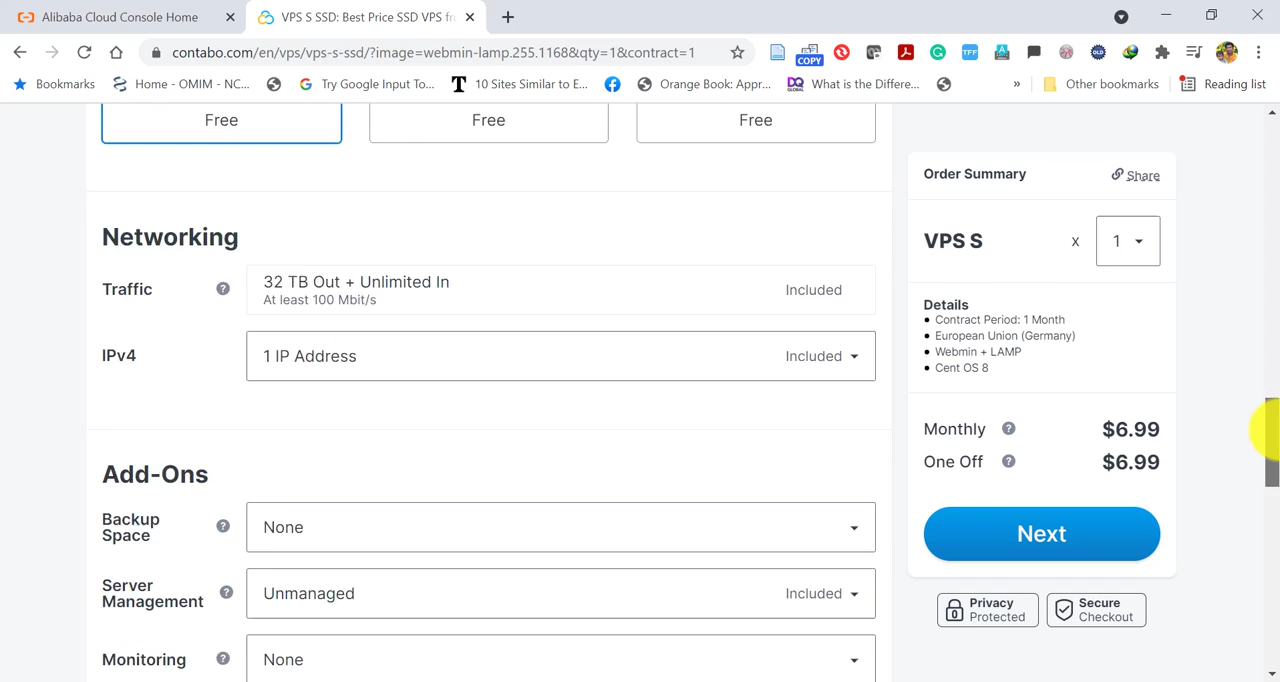 Alibaba Cloud Console Home
VPS S SSD: Best Price SSD VPS fr
contabo.com/en/vps/vps-s-ssd/?image=webmin-lamp.255.1168&qty=1&contract=1
COPY
TFF
OLD
Bookmarks
Home - OMIM - NC...
Try Google Input To...
10 Sites Similar to E...
Orange Book: Appr...
DQ
What is the Differe...
»
Other bookmarks
Reading list
Free
Free
Free
Networking
Traffic
?
32 TB Out + Unlimited In
At least 100 Mbit/s
Included
IPv4
1 IP Address
Included
Add-Ons
Backup
Space
?
None
Server
Management
?
Unmanaged
Included
Monitoring
?
None
Order Summary
Share
VPS S
x
1
Details
• Contract Period: 1 Month
• European Union (Germany)
• Webmin + LAMP
• Cent OS 8
Monthly
?
$6.99
One Off
?
$6.99
Next
Privacy
Protected
Secure
Checkout